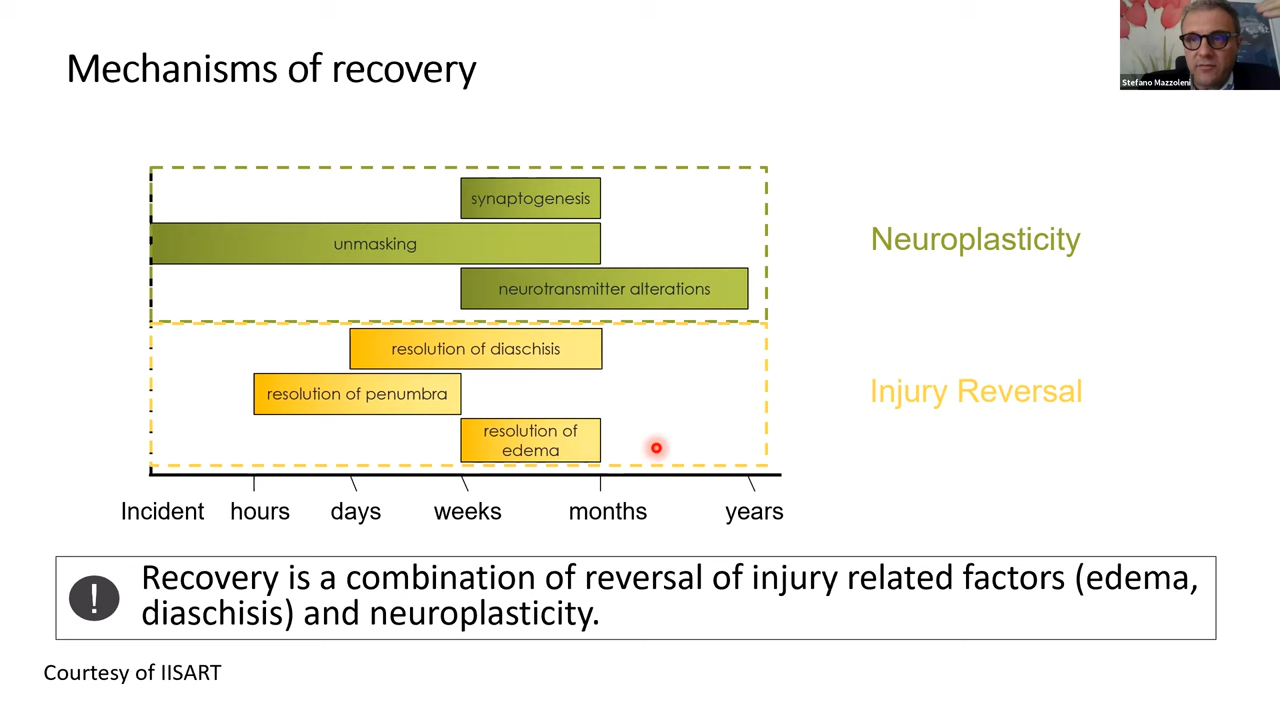 Mechanisms of recovery
Stefano Mazzoleni
synaptogenesis
unmasking
neurotransmitter alterations
Neuroplasticity
resolution of diaschisis
resolution of penumbra
resolution of
edema
Injury Reversal
Incident hours days weeks months years
! Recovery is a combination of reversal of injury related factors (edema,
diaschisis) and neuroplasticity.
Courtesy of IISART